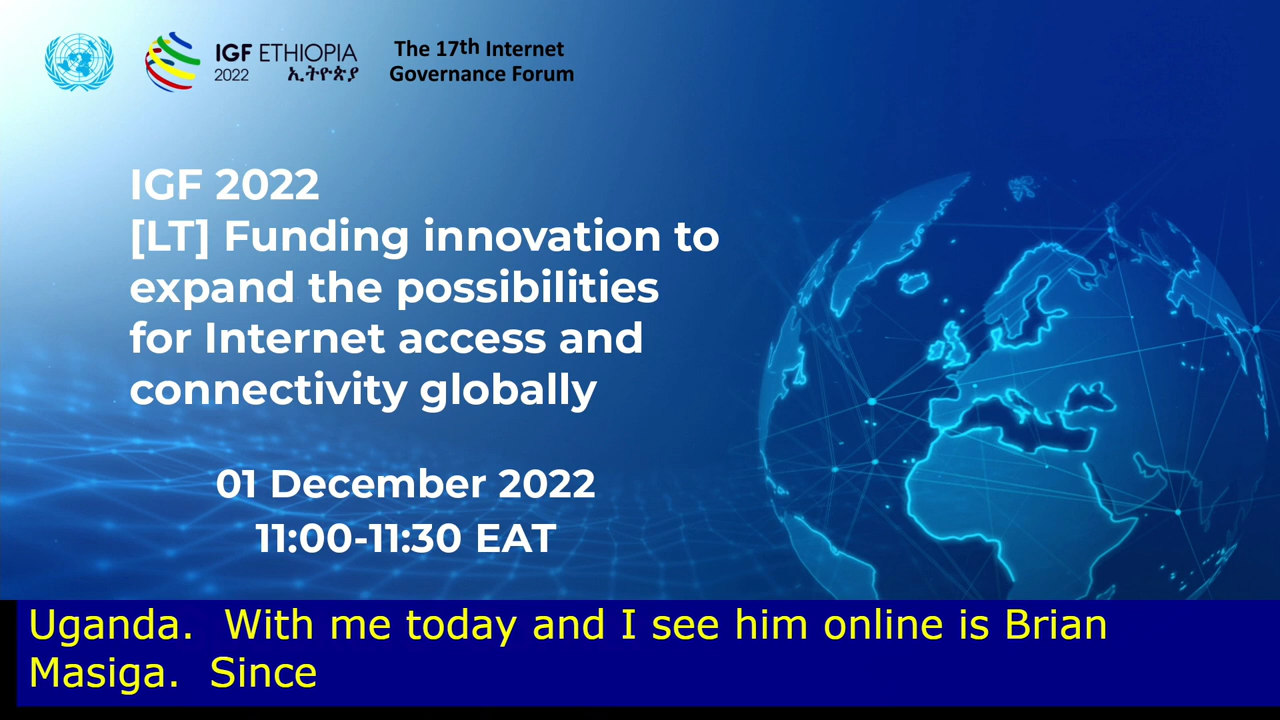 IGF ETHIOPIA
2022 ኢትዮጵያ
The 17th Internet
Governance Forum
IGF 2022
[LT] Funding innovation to
expand the possibilities
for Internet access and
connectivity globally
01 December 2022
11:00-11:30 EAT
Uganda. With me today and I see him online is Brian
Masiga. Since